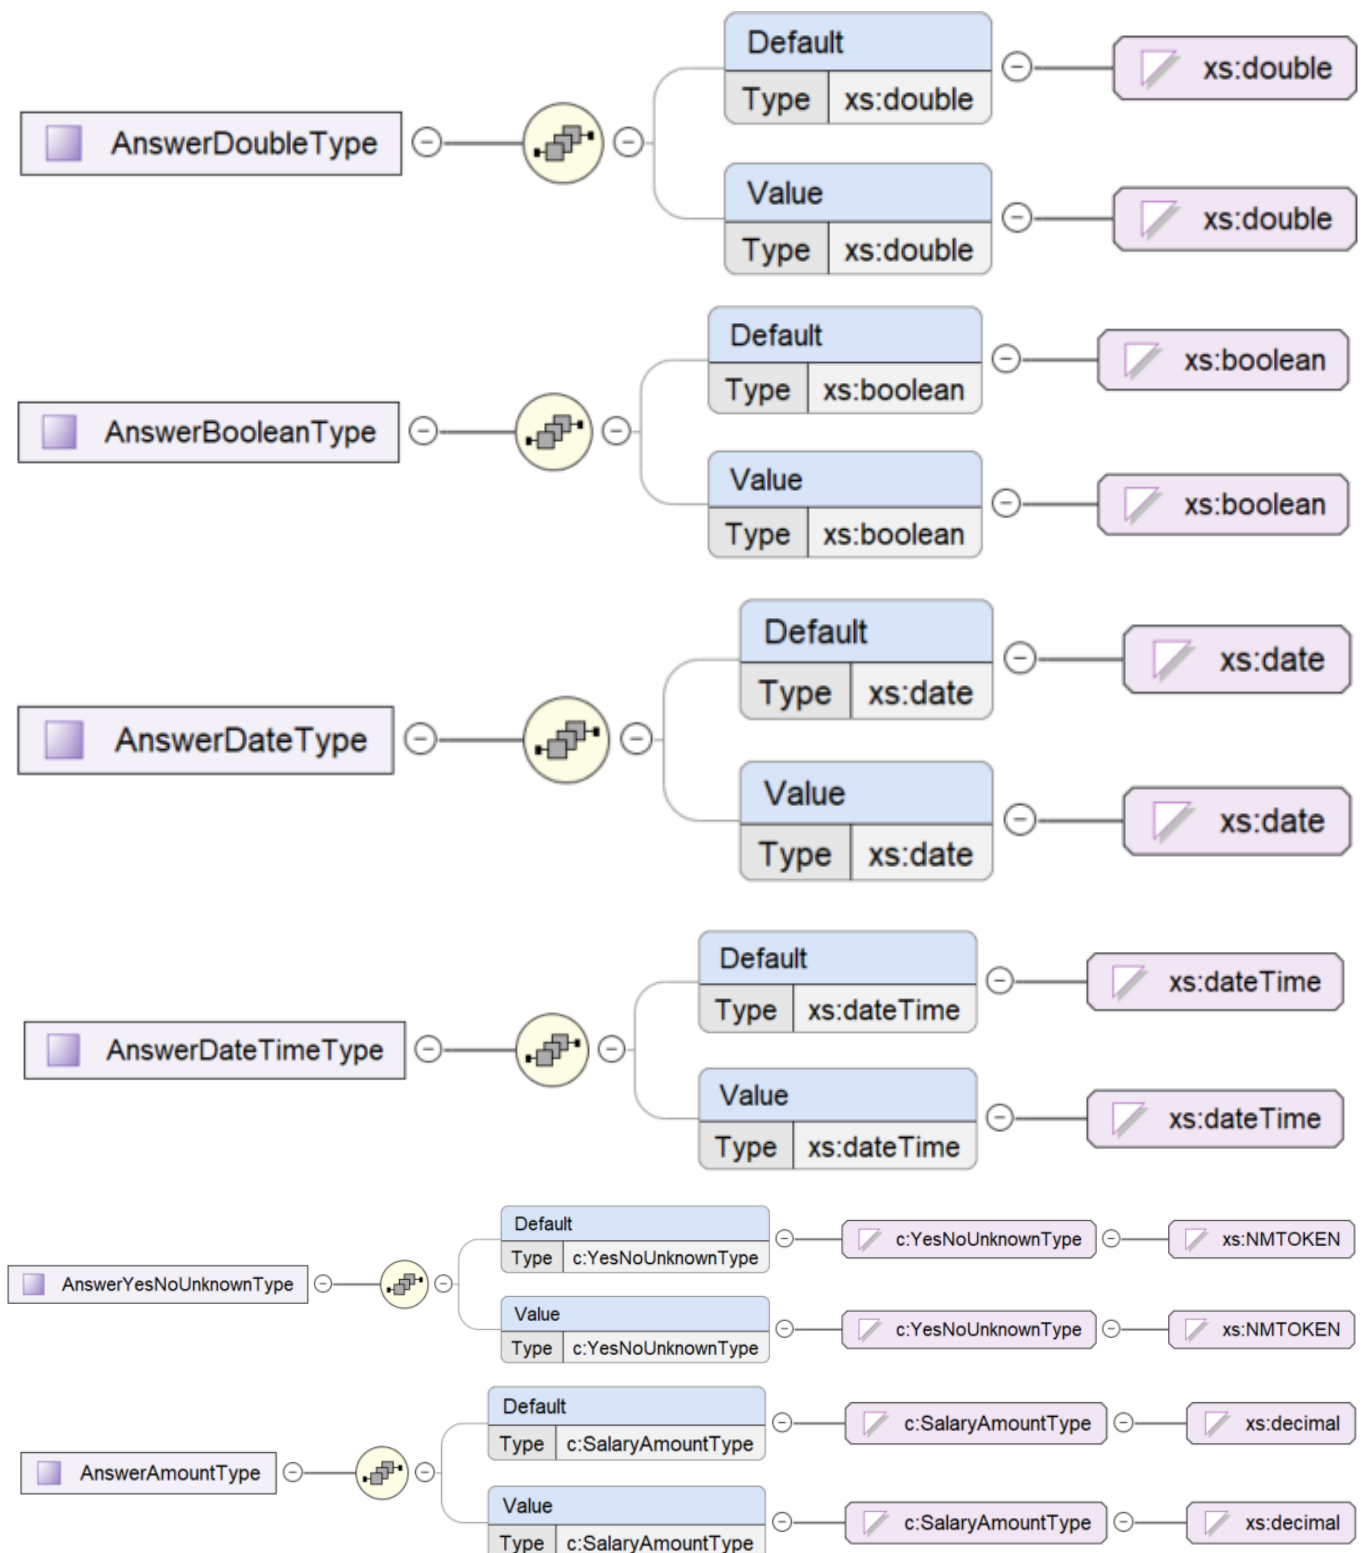 Default
Type xs:double
xs:double
AnswerDoubleType
Value
Type xs:double
xs:double
Default
Type xs:boolean
xs:boolean
AnswerBooleanType
Value
Type xs:boolean
xs:boolean
Default
Type xs:date
xs:date
AnswerDateType
Value
Type xs:date
xs:date
Default
Type xs:dateTime
xs:dateTime
AnswerDateTimeType
Value
Type xs:dateTime
xs:dateTime
Default
Type c:YesNoUnknownType
c:YesNoUnknownType
xs:NMTOKEN
AnswerYesNoUnknownType
Value
Type c:YesNoUnknownType
c:YesNoUnknownType
xs:NMTOKEN
Default
Type c:SalaryAmountType
c:SalaryAmountType
xs:decimal
AnswerAmountType
Value
Type c:SalaryAmountType
c:SalaryAmountType
xs:decimal